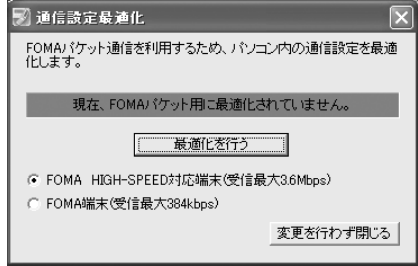 通信設定最適化
FOMAパケット通信を利用するため、パソコン内の通信設定を最適
化します。
現在、FOMAパケット用に最適化されていません。
最適化を行う
FOMA HIGH-SPEED対応端末(受信最大3.6Mbps)
FOMA端末(受信最大384kbps)
変更を行わず閉じる